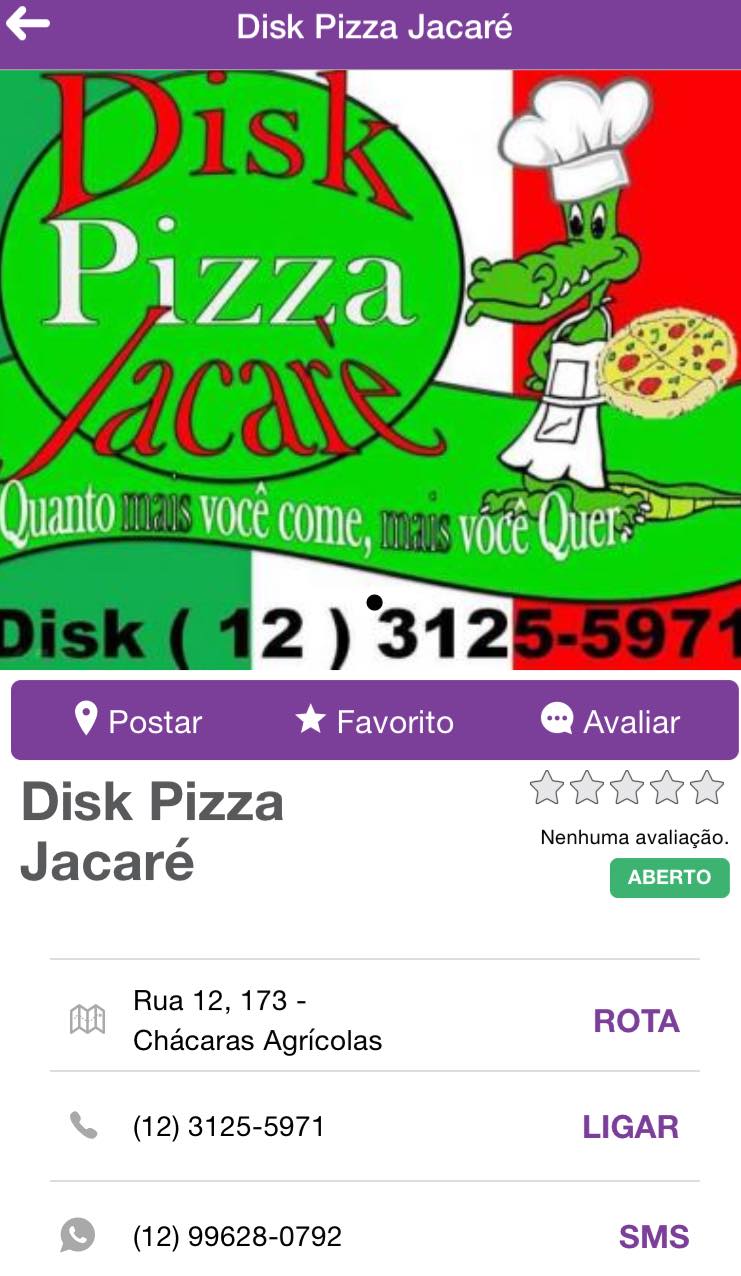 Disk Pizza Jacaré
Disk
Pizza
Jacarè
Quanto mais você come, mais você Quer.
Disk ( 12 ) 3125-5971
Postar
Favorito
Avaliar
Disk Pizza
Jacaré
Nenhuma avaliação.
ABERTO
Rua 12, 173 -
Chácaras Agrícolas
ROTA
(12) 3125-5971
LIGAR
(12) 99628-0792
SMS